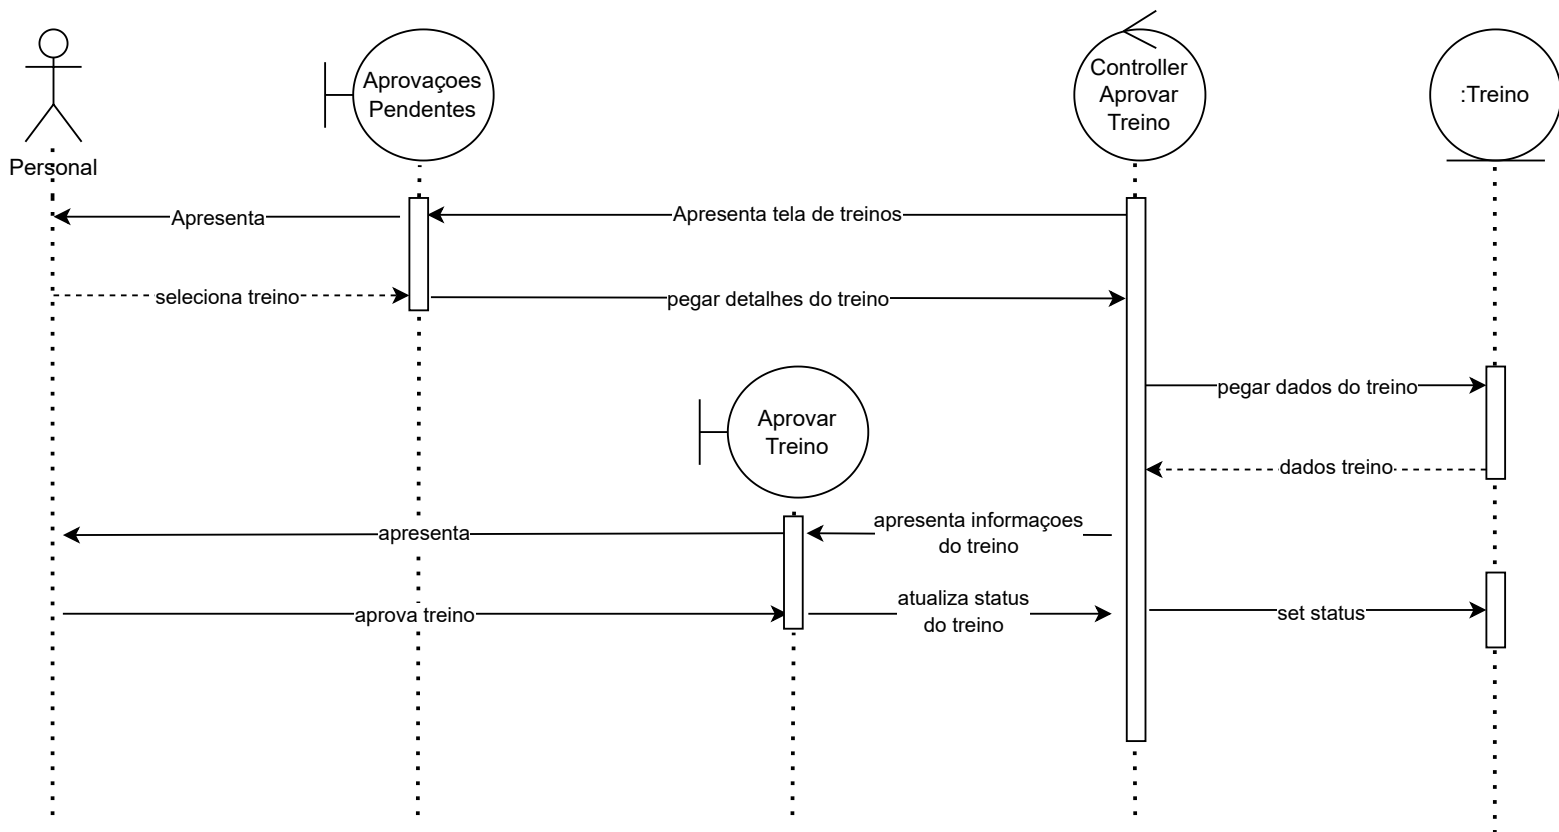 Aprovaçoes
Pendentes
Controller
Aprovar
Treino
:Treino
Personal
Apresenta
Apresenta tela de treinos
seleciona treino
pegar detalhes do treino
pegar dados do treino
Aprovar
Treino
dados treino
apresenta
apresenta informaçoes
do treino
aprova treino
atualiza status
do treino
set status